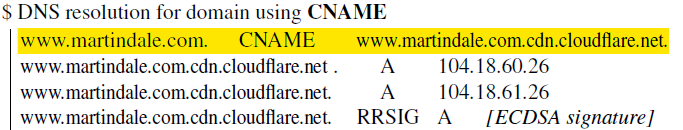 $ DNS resolution for domain using CNAME
www.martindale.com. CNAME www.martindale.com.cdn.cloudflare.net.
www.martindale.com.cdn.cloudflare.net . A 104.18.60.26
www.martindale.com.cdn.cloudflare.net. A 104.18.61.26
www.martindale.com.cdn.cloudflare.net. RRSIG A [ECDSA signature]